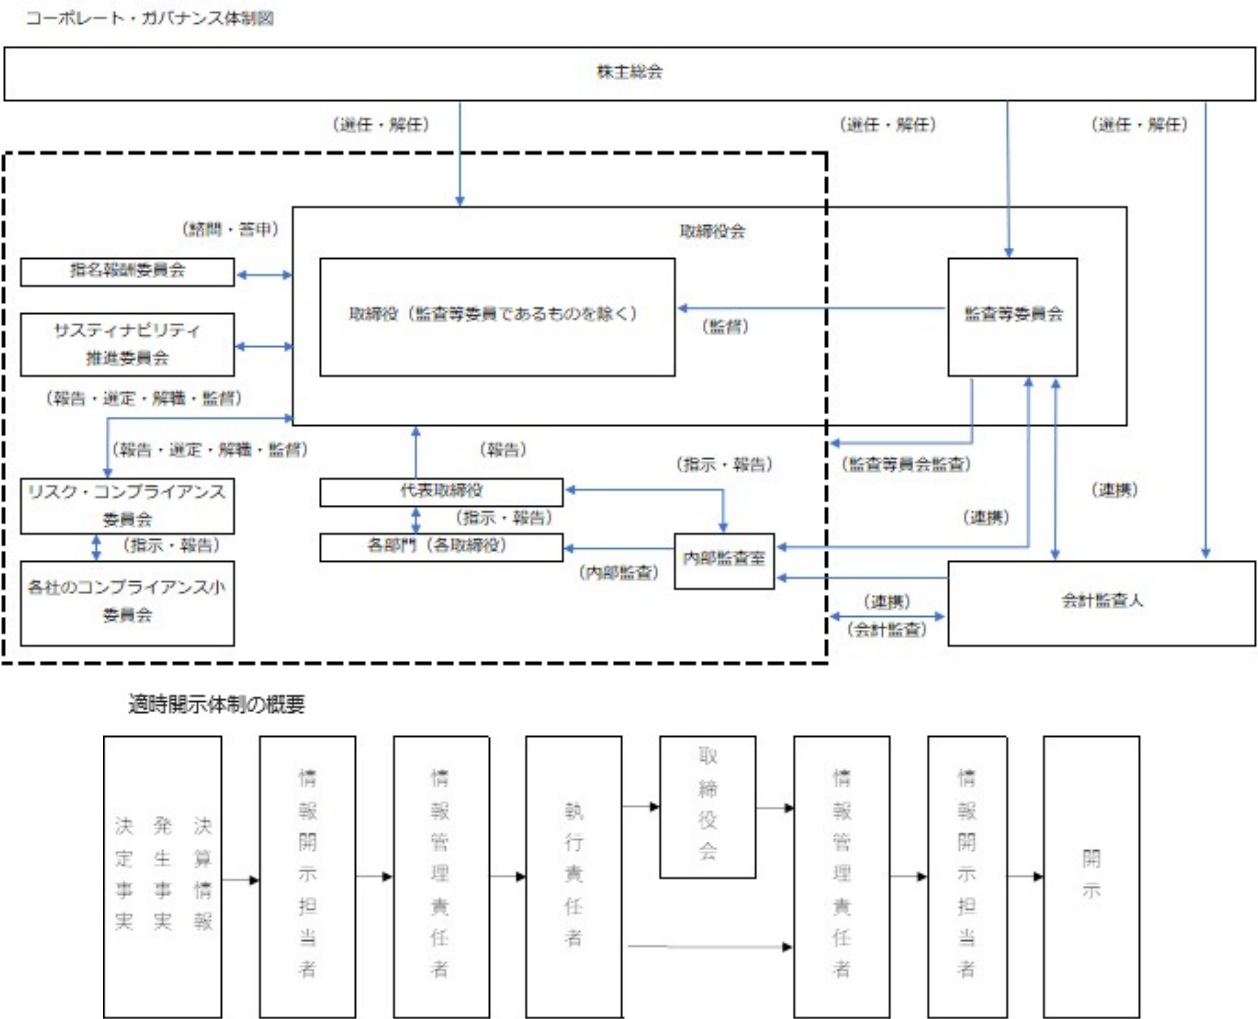 コーポレート・ガバナンス体制図
株主総会
（選任・解任）
（選任・解任）
（選任・解任）
（諮問・答申）
取締役会
指名報酬委員会
取締役（監査等委員であるものを除く）
（監督）
監査等委員会
サスティナビリティ
推進委員会
（報告・選定・解職・監督）
（報告・選定・解職・監督）
（報告）
（指示・報告）
（監査等員会監査）
（連携）
（連携）
リスク・コンプライアンス
委員会
代表取締役
（指示・報告）
（指示・報告）
各部門（各取締役）
（内部監査）
内部監査室
各社のコンプライアンス小
委員会
（連携）
（会計監査）
会計監査人
適時開示体制の概要
決算情報
発生事実
決定事実
情報開示担当者
情報管理責任者
執行責任者
取締役会
情報管理責任者
情報開示担当者
開示